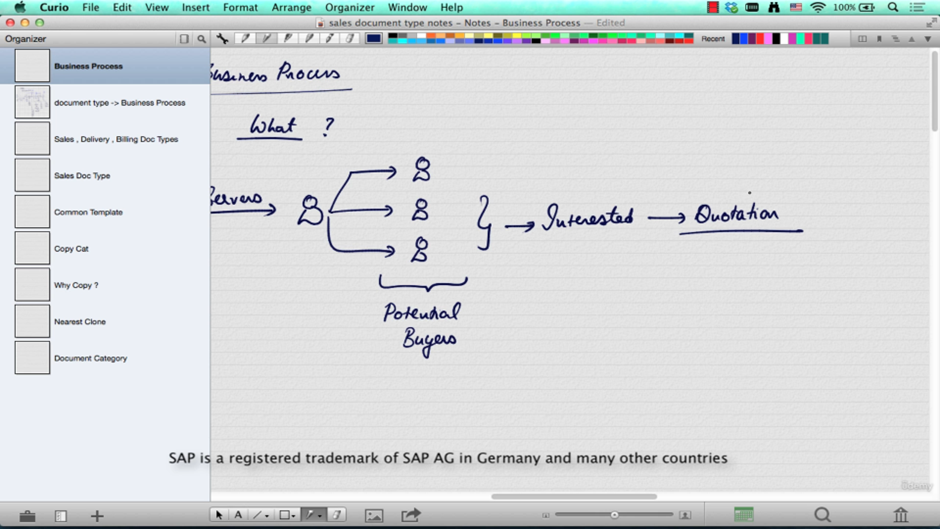 Curio File Edit View Insert Format Arrange Organizer Window Help 100%
sales document type notes - Notes - Business Process — Edited
Organizer Recent
Business Process
document type -> Business Process
Sales , Delivery , Billing Doc Types
Sales Doc Type
Common Template
Copy Cat
Why Copy ?
Nearest Clone
Document Category
Business Process
What ?
Servers
Interested
Quotation
Potential
Buyers
SAP is a registered trademark of SAP AG in Germany and many other countries
Udemy
A